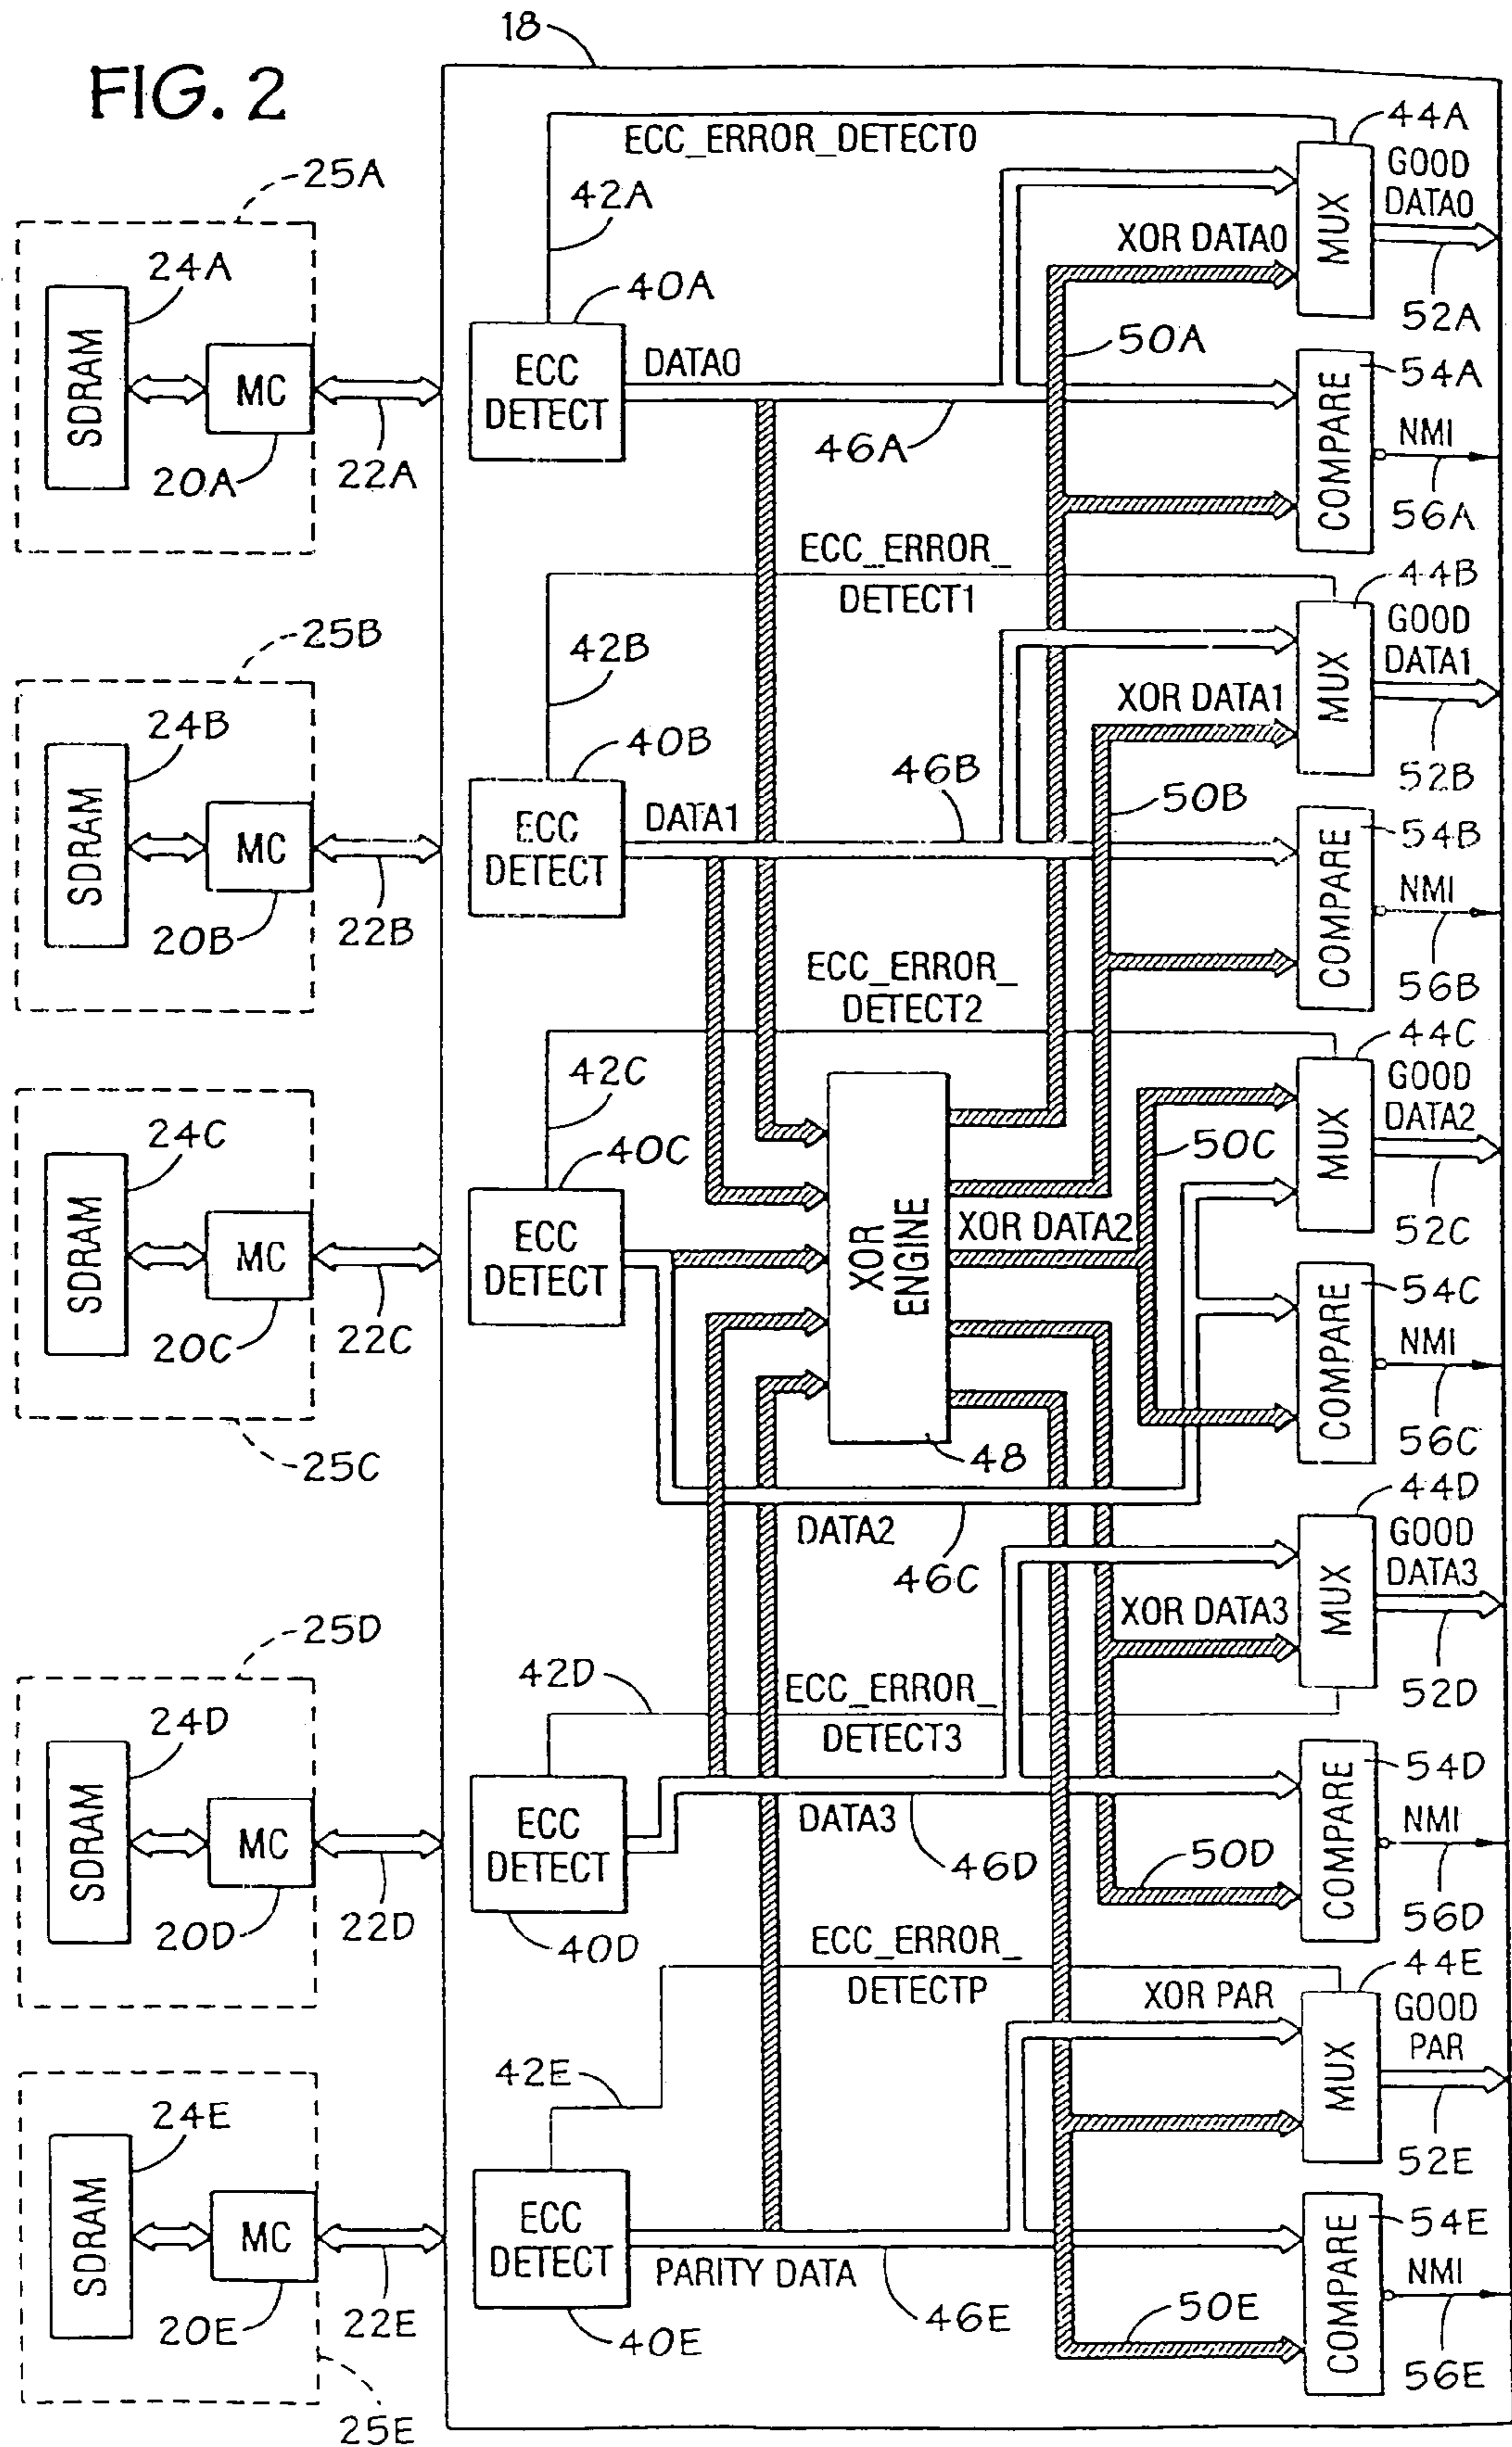 FIG. 2
18
ECC_ERROR_DETECT0
44A
GOOD
DATA0
25A
42A
XOR DATA0
MUX
24A
40A
52A
SDRAM
MC
ECC
DETECT
DATA0
50A
54A
COMPARE
NMI
20A
22A
46A
56A
ECC_ERROR_
DETECT1
44B
GOOD
DATA1
25B
42B
XOR DATA1
MUX
24B
40B
46B
50B
52B
SDRAM
MC
ECC
DETECT
DATA1
54B
COMPARE
NMI
20B
22B
56B
ECC_ERROR_
DETECT2
44C
GOOD
DATA2
42C
MUX
24C
40C
50C
52C
SDRAM
MC
ECC
DETECT
XOR
ENGINE
XOR DATA2
54C
COMPARE
NMI
20C
22C
56C
25C
48
44D
GOOD
DATA3
DATA2
46C
XOR DATA3
MUX
25D
42D
ECC_ERROR_
DETECT3
52D
24D
54D
COMPARE
NMI
SDRAM
MC
ECC
DETECT
DATA3
46D
50D
20D
22D
56D
40D
ECC_ERROR_
DETECTP
44E
GOOD
PAR
XOR PAR
MUX
42E
24E
52E
SDRAM
MC
ECC
DETECT
PARITY DATA
54E
COMPARE
NMI
20E
22E
40E
46E
50E
56E
25E